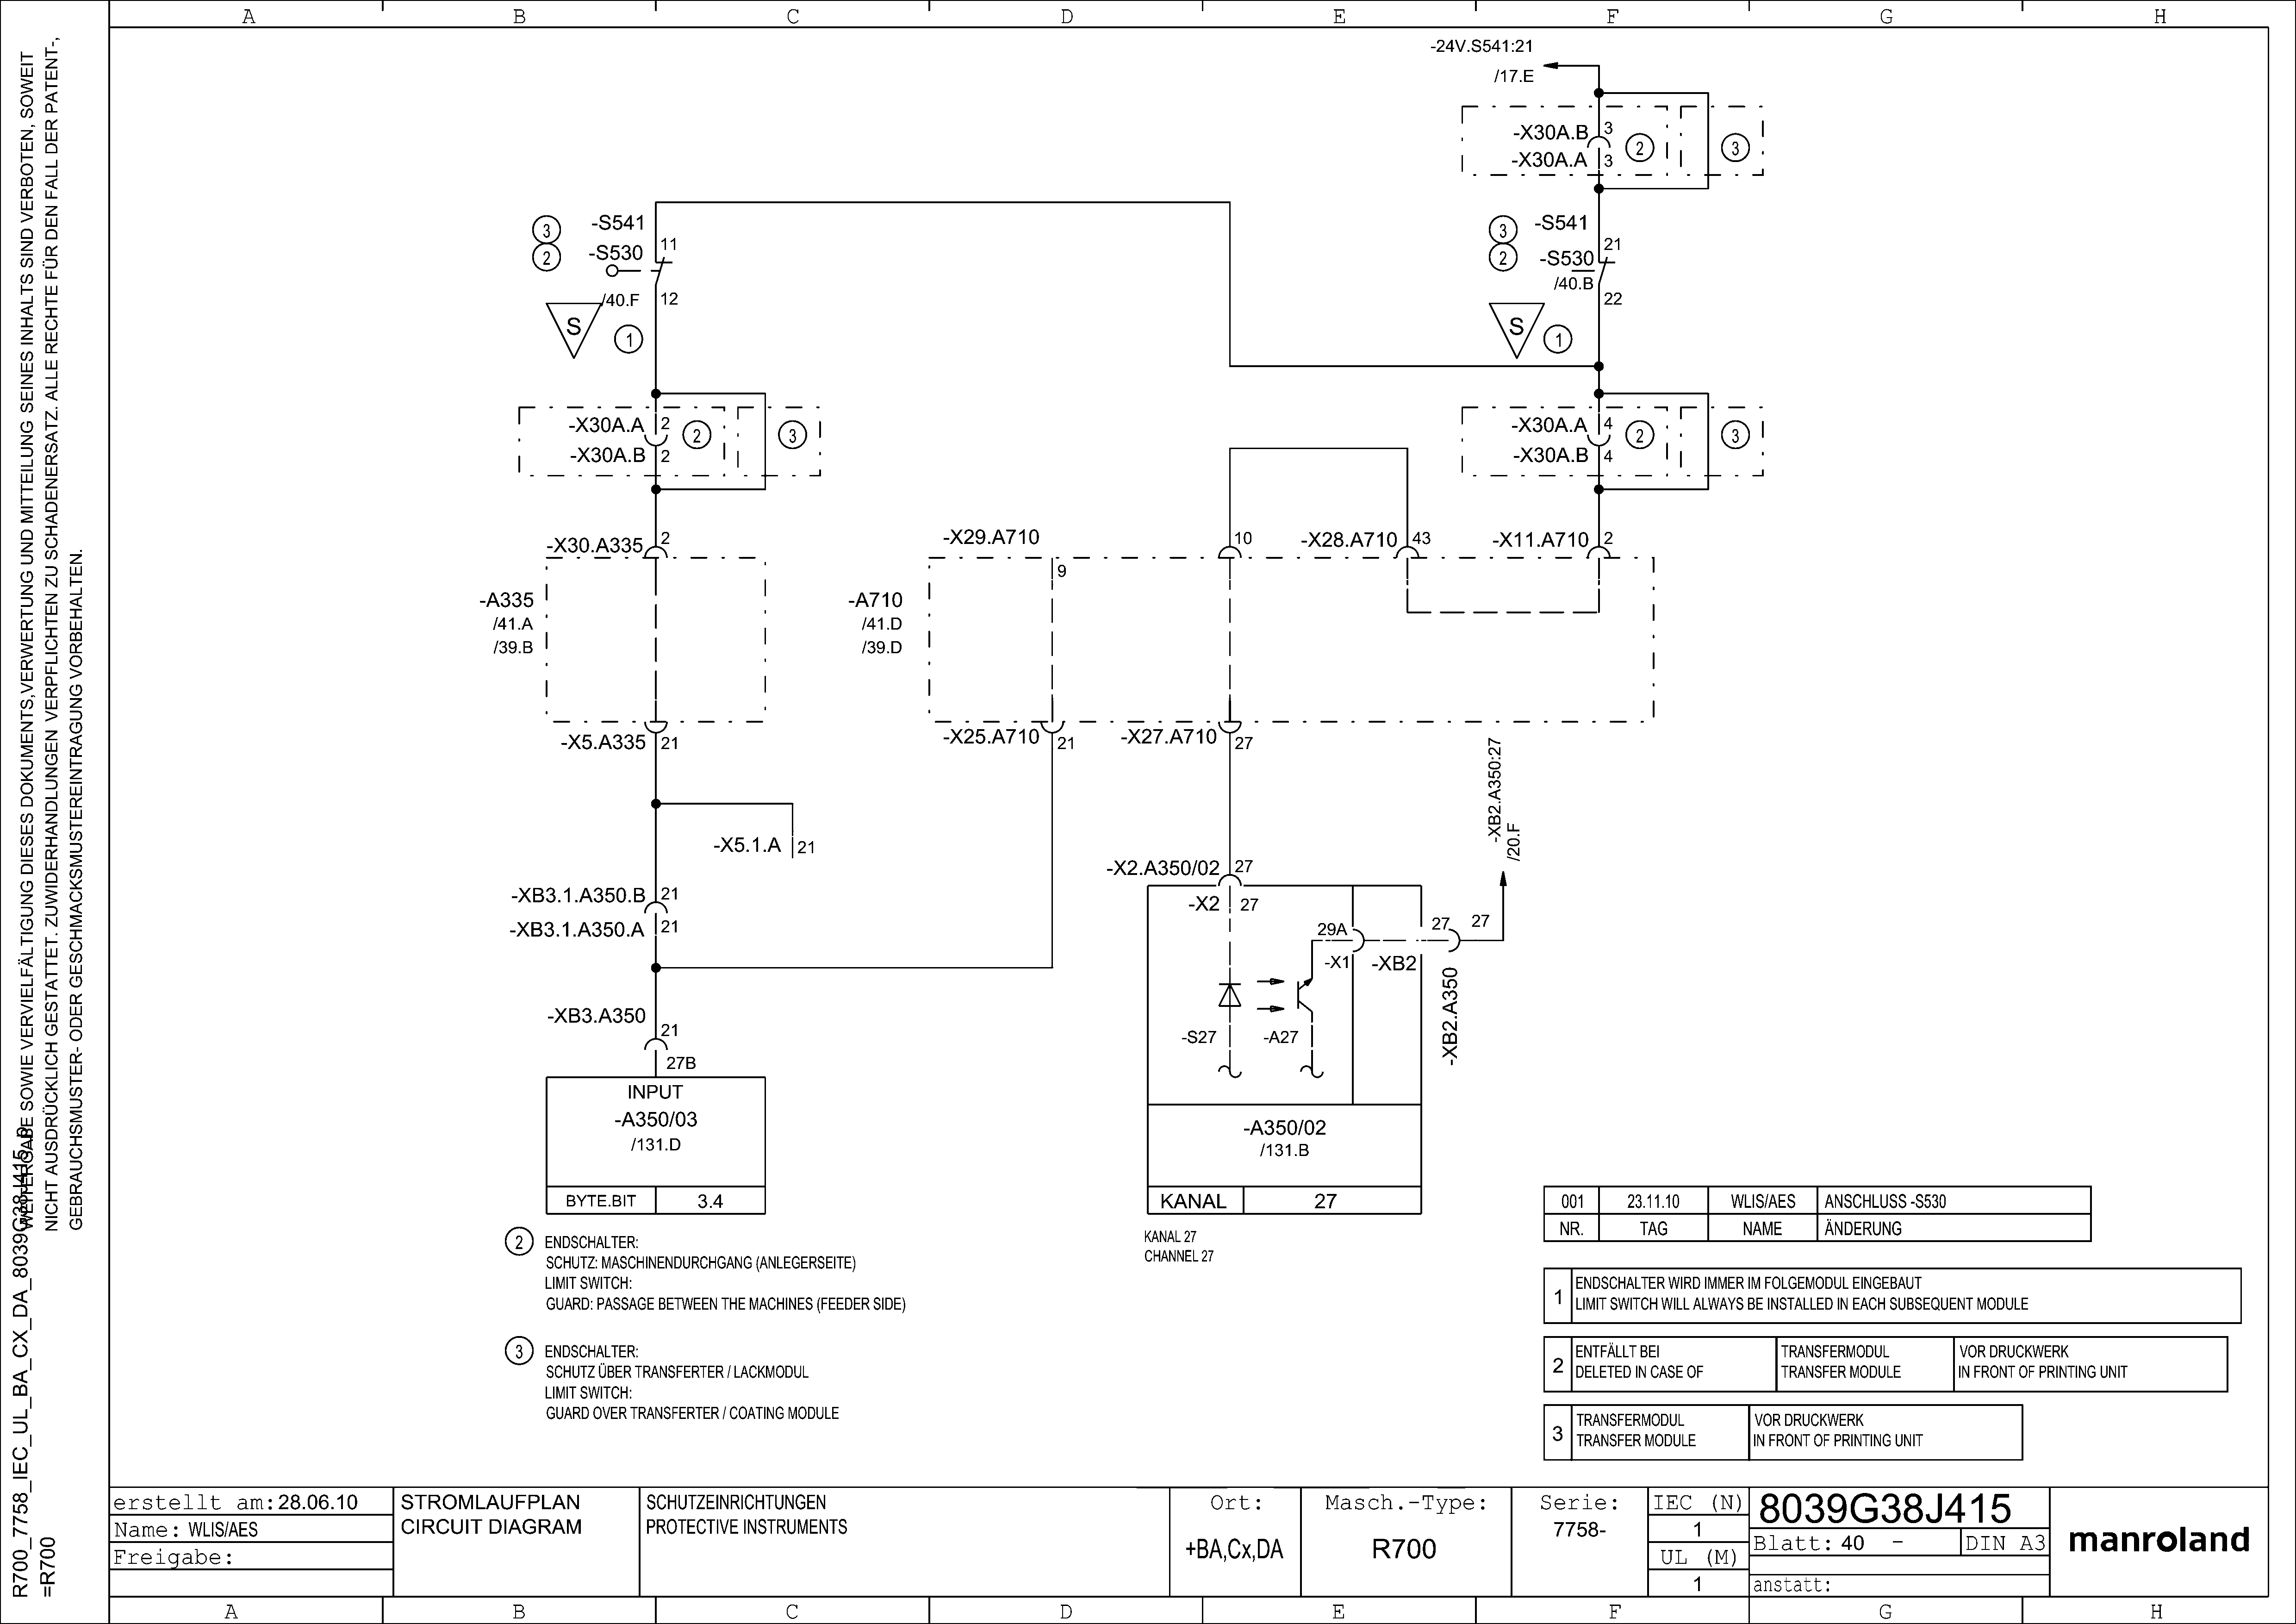 A B C D E F G H
-24V.S541:21
/17.E
-X30A.B 3
-X30A.A 3
2 3
3 -S541
2 -S530
11
/40.F 12
S 1
3 -S541
2 -S530
21
/40.B
22
S 1
-X30A.A 2
-X30A.B 2
2 3
-X30A.A 4
-X30A.B 4
2 3
-X30.A335 2
-X29.A710
9
10
-X28.A710 43
-X11.A710 2
-A335
/41.A
/39.B
-A710
/41.D
/39.D
-X5.A335 21
-X25.A710 21
-X27.A710 27
-XB2.A350:27
/20.F
-X5.1.A 21
-X2.A350/02 27
-XB3.1.A350.B 21
-XB3.1.A350.A 21
-X2 27
29A
27 27
-X1 -XB2
-XB2.A350
-S27 -A27
-XB3.A350
21
27B
INPUT
-A350/03
/131.D
BYTE.BIT 3.4
-A350/02
/131.B
KANAL 27
KANAL 27
CHANNEL 27
2 ENDSCHALTER:
SCHUTZ: MASCHINENDURCHGANG (ANLEGERSEITE)
LIMIT SWITCH:
GUARD: PASSAGE BETWEEN THE MACHINES (FEEDER SIDE)
3 ENDSCHALTER:
SCHUTZ ÜBER TRANSFERTER / LACKMODUL
LIMIT SWITCH:
GUARD OVER TRANSFERTER / COATING MODULE
001 23.11.10 WLIS/AES ANSCHLUSS -S530
NR. TAG NAME ÄNDERUNG
1 ENDSCHALTER WIRD IMMER IM FOLGEMODUL EINGEBAUT
LIMIT SWITCH WILL ALWAYS BE INSTALLED IN EACH SUBSEQUENT MODULE
2 ENTFÄLLT BEI TRANSFERMODUL VOR DRUCKWERK
DELETED IN CASE OF TRANSFER MODULE IN FRONT OF PRINTING UNIT
3 TRANSFERMODUL VOR DRUCKWERK
TRANSFER MODULE IN FRONT OF PRINTING UNIT
erstellt am: 28.06.10
Name: WLIS/AES
Freigabe:
STROMLAUFPLAN
CIRCUIT DIAGRAM
SCHUTZEINRICHTUNGEN
PROTECTIVE INSTRUMENTS
Ort:
+BA,Cx,DA
Masch.-Type:
R700
Serie:
7758-
IEC (N)
1
UL (M)
1
8039G38J415
Blatt: 40 - DIN A3
anstatt:
manroland
A B C D E F G H
WEITERGABE SOWIE VERVIELFÄLTIGUNG DIESES DOKUMENTS,VERWERTUNG UND MITTEILUNG SEINES INHALTS SIND VERBOTEN, SOWEIT
NICHT AUSDRÜCKLICH GESTATTET. ZUWIDERHANDLUNGEN VERPFLICHTEN ZU SCHADENERSATZ. ALLE RECHTE FÜR DEN FALL DER PATENT-,
GEBRAUCHSMUSTER- ODER GESCHMACKSMUSTEREINTRAGUNG VORBEHALTEN.
=R700